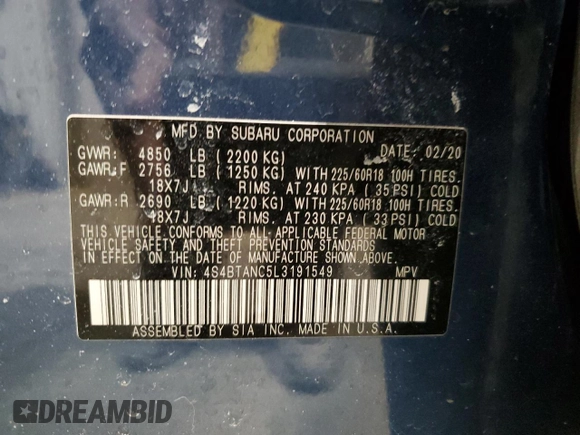 MFD BY SUBARU CORPORATION
GVWR: 4850 LB (2200 KG) DATE: 02/20
GAWR:F 2756 LB (1250 KG) WITH 225/60R18 100H TIRES.
18X7J RIMS. AT 240 KPA (35 PSI) COLD
GAWR:R 2690 LB (1220 KG) WITH 225/60R18 100H TIRES.
18X7J RIMS. AT 230 KPA (33 PSI) COLD
THIS VEHICLE CONFORMS TO ALL APPLICABLE FEDERAL MOTOR
VEHICLE SAFETY AND THEFT PREVENTION STANDARDS
IN EFFECT ON THE DATE OF MANUFACTURE SHOWN ABOVE.
VIN: 4S4BTANC5L3191549 MPV
ASSEMBLED BY SIA INC. MADE IN U.S.A.
DREAMBID